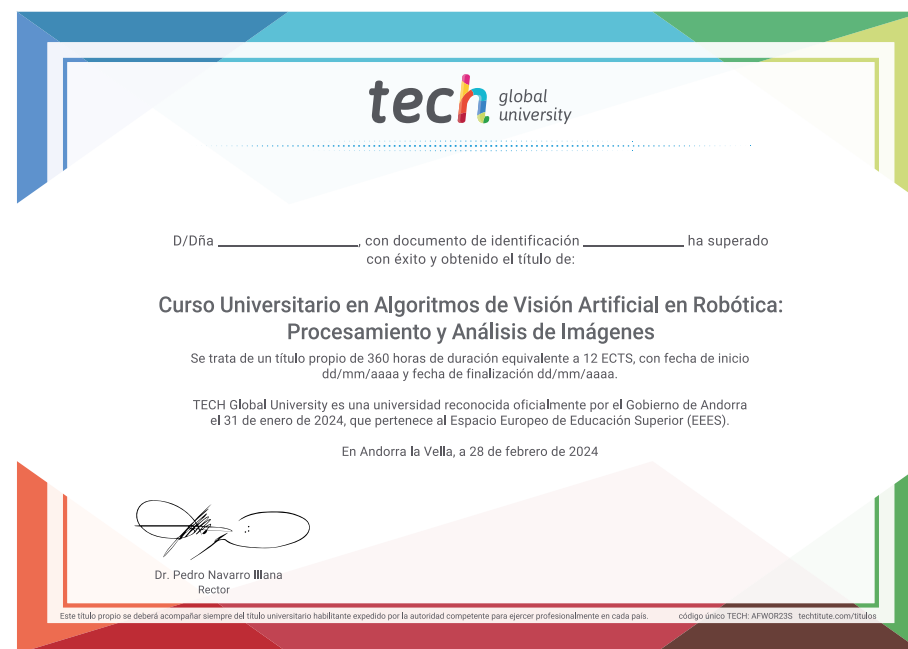 tech global university
D/Dña ____________________, con documento de identificación ______________ ha superado
con éxito y obtenido el título de:
Curso Universitario en Algoritmos de Visión Artificial en Robótica:
Procesamiento y Análisis de Imágenes
Se trata de un título propio de 360 horas de duración equivalente a 12 ECTS, con fecha de inicio
dd/mm/aaaa y fecha de finalización dd/mm/aaaa.
TECH Global University es una universidad reconocida oficialmente por el Gobierno de Andorra
el 31 de enero de 2024, que pertenece al Espacio Europeo de Educación Superior (EEES).
En Andorra la Vella, a 28 de febrero de 2024
Dr. Pedro Navarro Illana
Rector
Este título propio se deberá acompañar siempre del título universitario habilitante expedido por la autoridad competente para ejercer profesionalmente en cada país. código único TECH: AFWOR23S techtitute.com/titulos